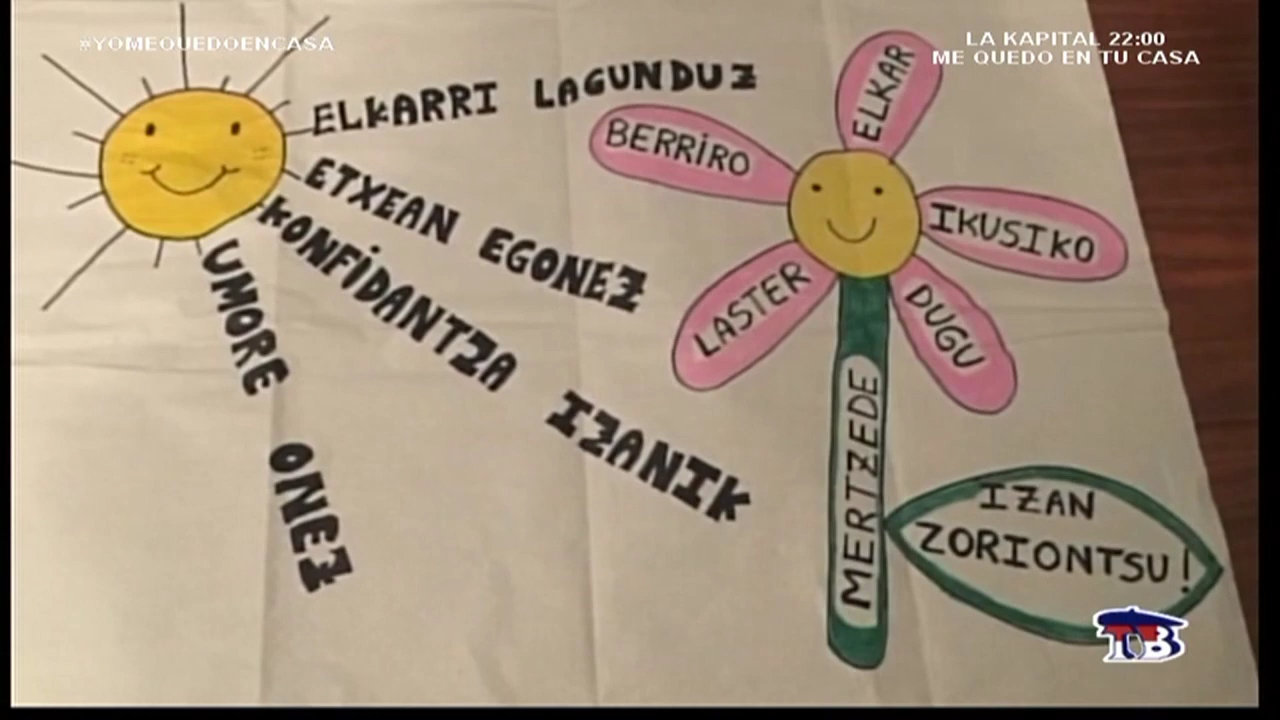 #YOMEQUEDOENCASA
LA KAPITAL 22:00
ME QUEDO EN TU CASA
ELKARRI LAGUNDUZ
ETXEAN EGONEZ
KONFIDANTZA IZANIK
UMORE ONEZ
LASTER
BERRIRO
ELKAR
IKUSIKO
DUGU
MERTZEDE
IZAN
ZORIONTSU!
TB